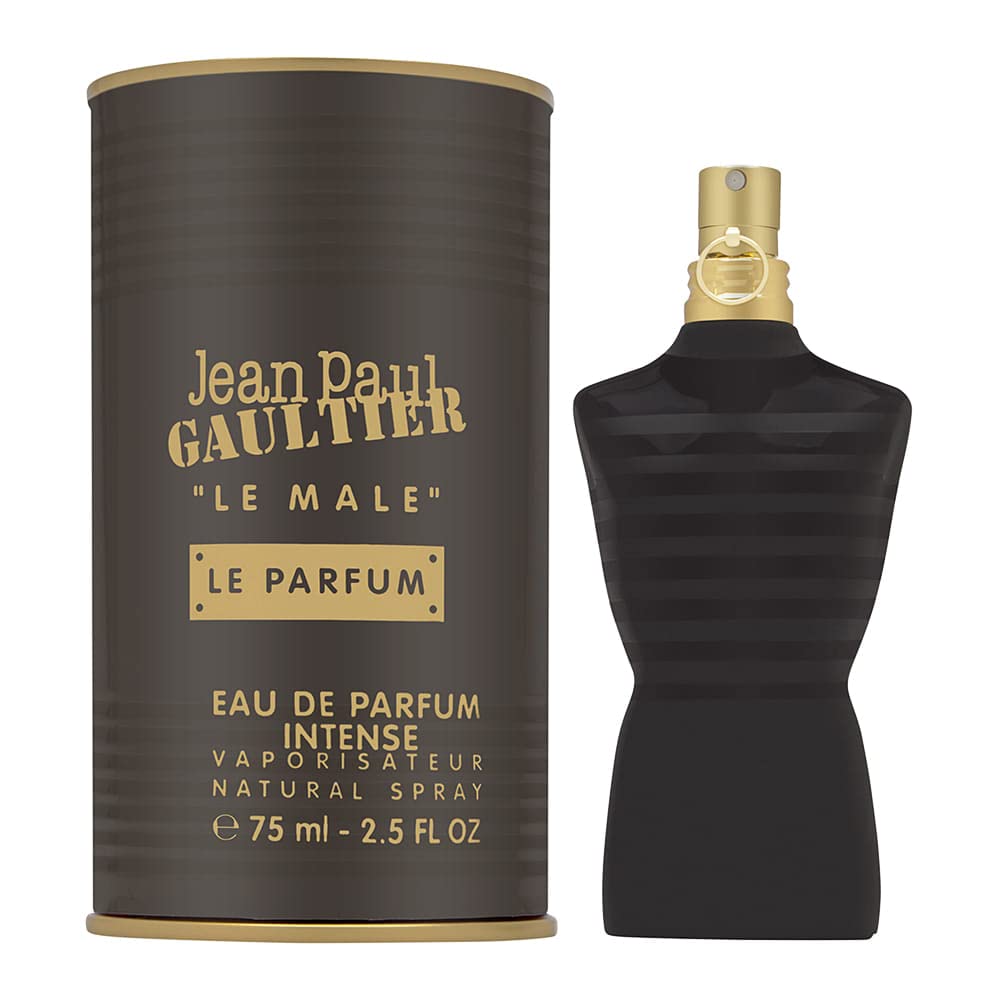 Jean Paul
GAULTIER
"LE MALE"
LE PARFUM
EAU DE PARFUM
INTENSE
VAPORISATEUR
NATURAL SPRAY
℮ 75 ml - 2.5 FL OZ